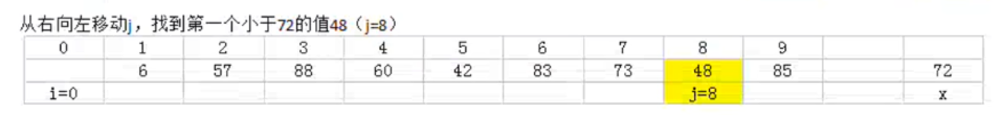 从右向左移动j，找到第一个小于72的值48（j=8）
0 1 2 3 4 5 6 7 8 9
6 57 88 60 42 83 73 48 85 72
i=0 j=8 x